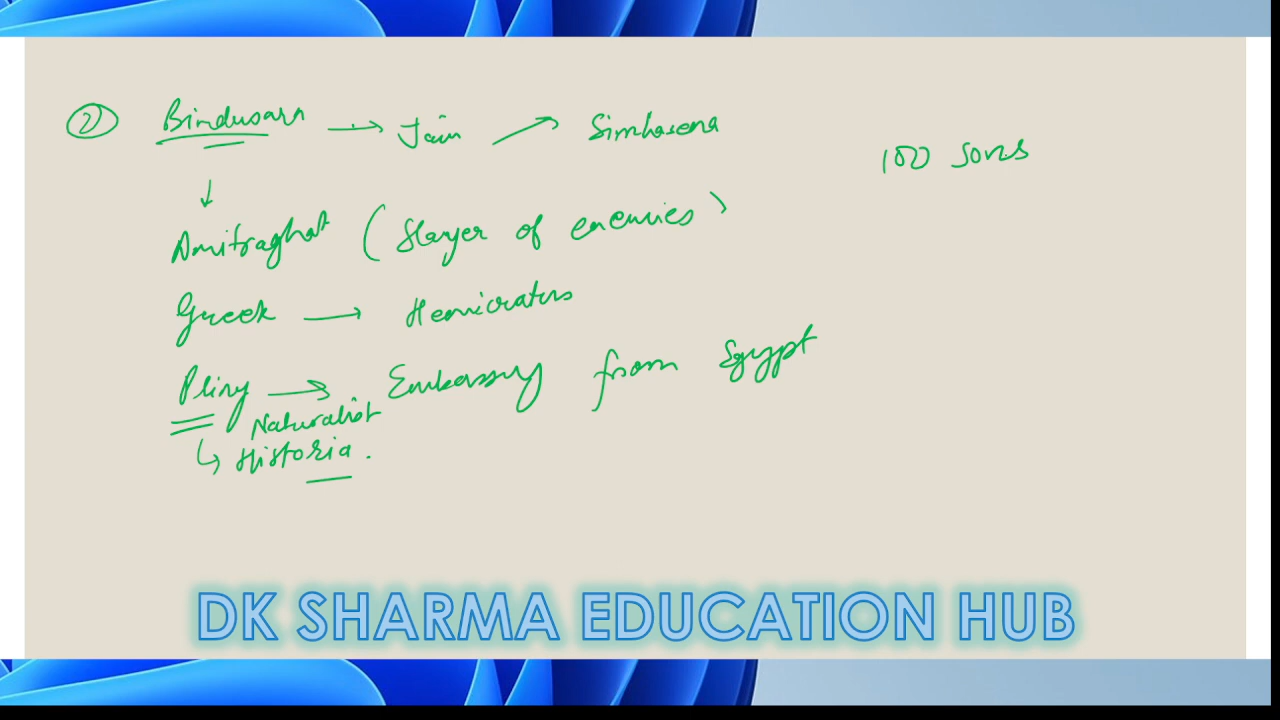 2 Bindusara → Jain → Simhasena
100 sons
↓
Amitraghat (Slayer of enemies)
Greek → Hemicraters
Pliny → Embassy from Egypt
Naturalist
↳ Historia.
DK SHARMA EDUCATION HUB